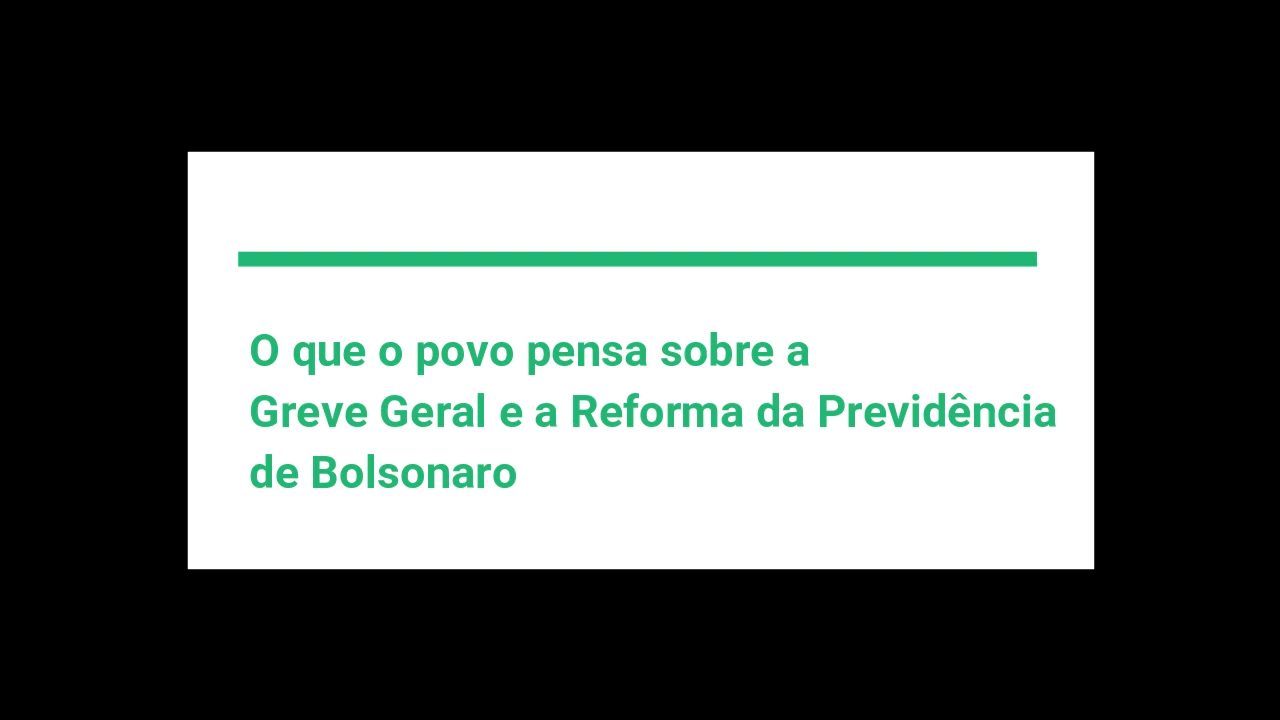 O que o povo pensa sobre a
Greve Geral e a Reforma da Previdência
de Bolsonaro